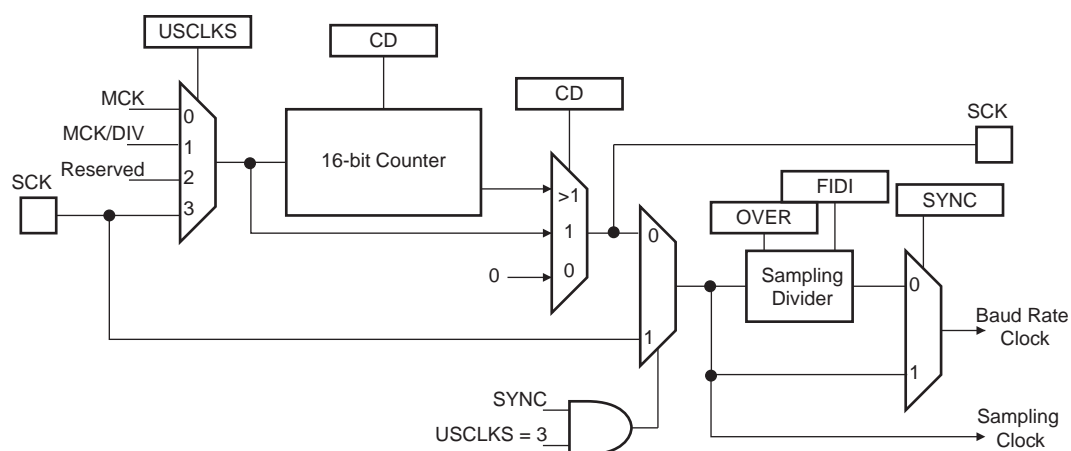 USCLKS
CD
CD
SCK
MCK
0
MCK/DIV
1
16-bit Counter
Reserved
2
SCK
3
>1
1
0
0
FIDI
OVER
SYNC
0
Sampling
Divider
0
Baud Rate
Clock
1
1
SYNC
USCLKS = 3
Sampling
Clock